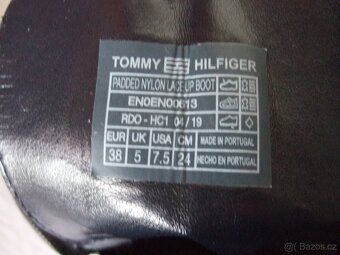 TOMMY HILFIGER
PADDED NYLON LACE UP BOOT
EN0EN00613
RDO - HC1 04/19
EUR UK USA CM MADE IN PORTUGAL
38 5 7.5 24 HECHO EN PORTUGAL
Bazos.cz